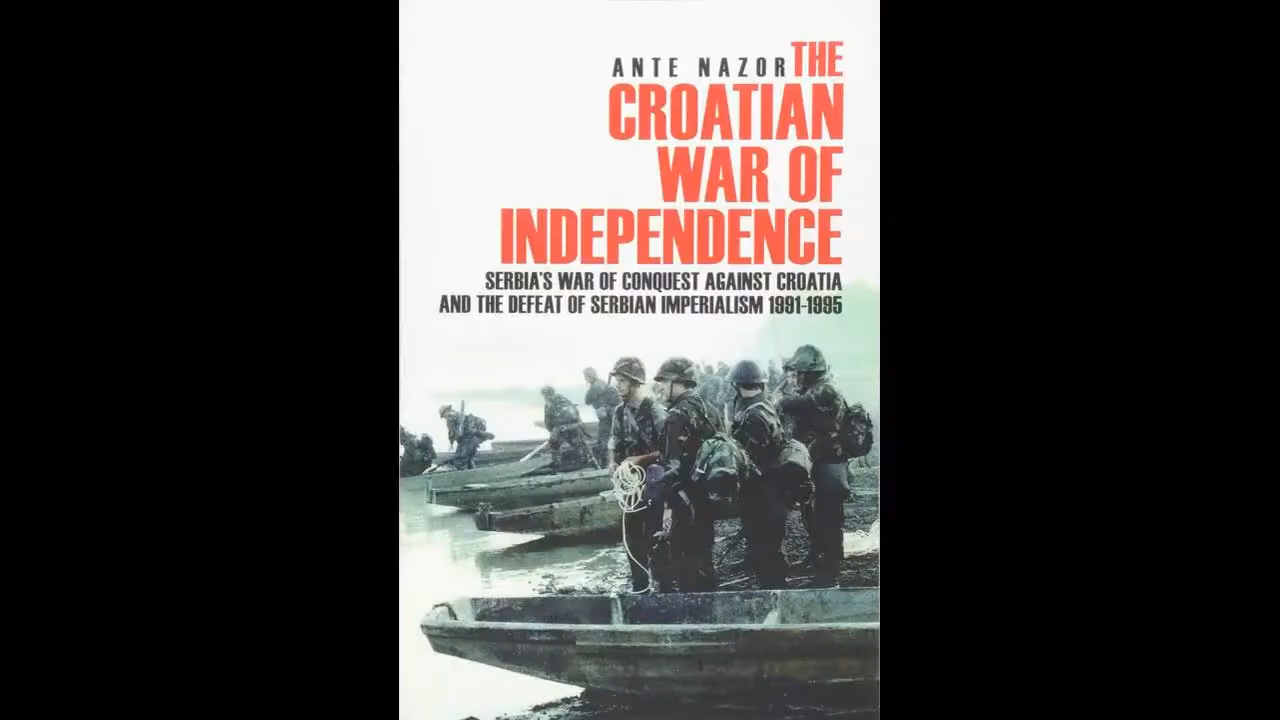 ANTE NAZOR THE
CROATIAN
WAR OF
INDEPENDENCE
SERBIA'S WAR OF CONQUEST AGAINST CROATIA
AND THE DEFEAT OF SERBIAN IMPERIALISM 1991-1995